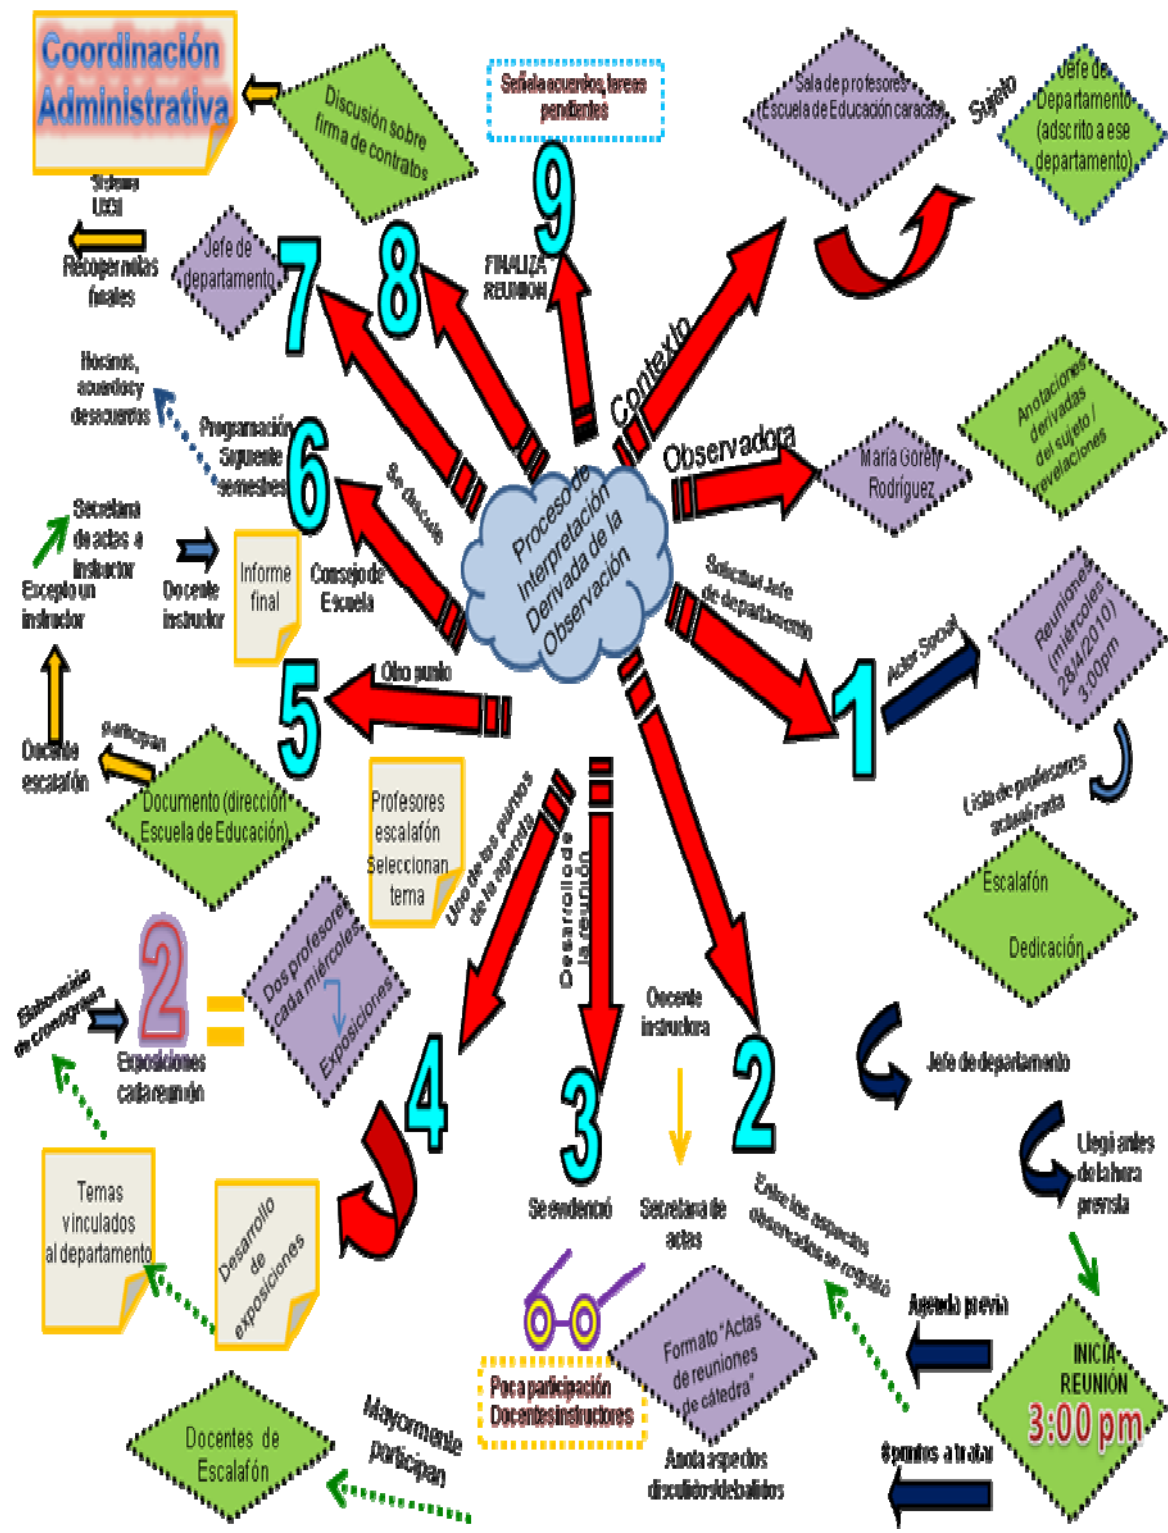 Coordinación
Administrativa
Discusión sobre
firma de contratos
Señala acuerdos, tareas
pendientes
Sala de profesores
(Escuela de Educación caracas)
Sujeto
Jefe de
Departamento
(adscrito a ese
departamento)
Sistema
Recoger notas
finales
Jefe de
departamento
7
8
9
FINALIZA
REUNIÓN
Contexto
Observadora
María Gorety
Rodríguez
Anotaciones
derivadas
del sujeto /
revelaciones
Horarios,
acuerdos y
desacuerdos
Programación
Siguiente
semestres
6
Se discute
Proceso de
Interpretación
Derivada de la
Observación
Secretaria
de actas e
instructor
Excepto un
instructor
Docente
instructor
Informe
final
Consejo de
Escuela
Solicitud Jefe
de departamento
1
Actor Social
Reuniones
(miércoles
28/4/2010)
3:00pm
Otro punto
5
Docente
escalafón
participan
Documento (dirección
Escuela de Educación)
Profesores
escalafón
Seleccionan
tema
Uno de los puntos
de la agenda
Desarrollo de
la reunión
Lista de profesores
actualizada
Escalafón
Dedicación
Elaboración
de cronograma
2
Exposiciones
cada reunión
=
Dos profesores
cada miércoles
Exposiciones
4
3
Se evidenció
Docente
instructora
2
Secretaria de
actas
Jefe de departamento
Llegó antes
de la hora
prevista
Entre los aspectos
observados se registró
Temas
vinculados
al departamento
Desarrollo
de
exposiciones
Agenda previa
INICIA
REUNIÓN
3:00 pm
Poca participación
Docentes instructores
Formato "Actas
de reuniones
de cátedra"
Docentes de
Escalafón
Mayormente
participan
Anota aspectos
discutidos/debatidos
puntos a tratar